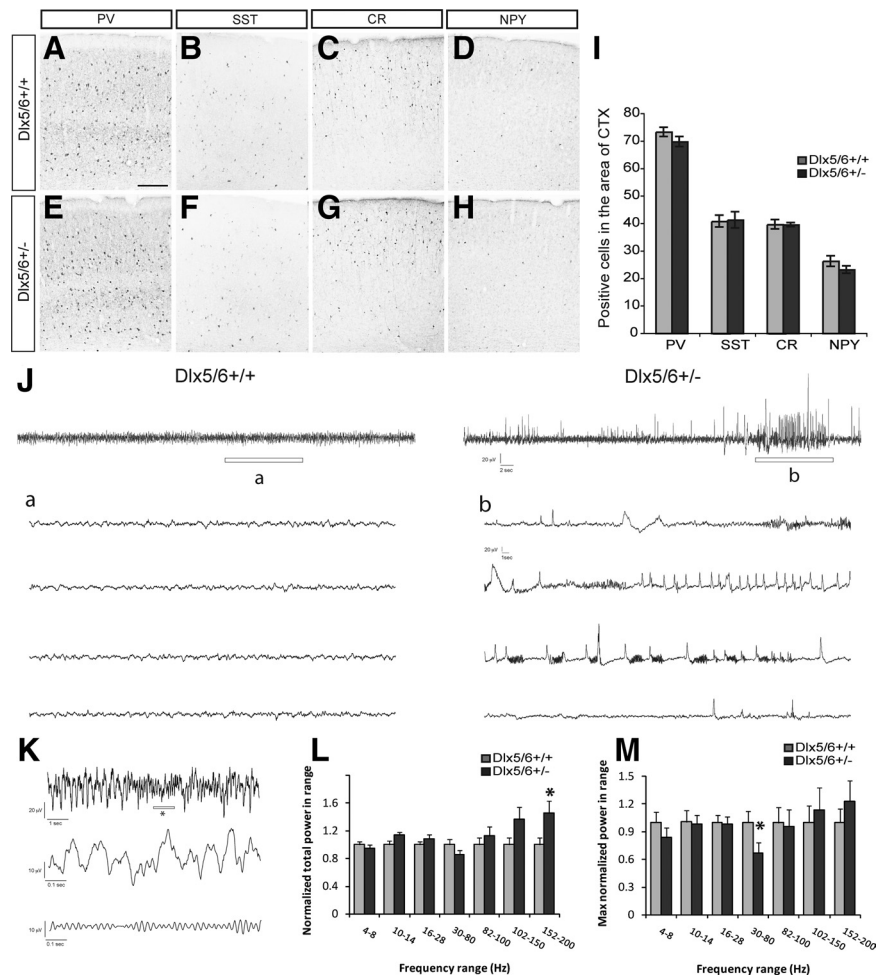 PV SST CR NPY
A B C D I
Dlx5/6+/+
E F G H
Dlx5/6+/-
Positive cells in the area of CTX
80
70
60
50
40
30
20
10
0
Dlx5/6+/+
Dlx5/6+/-
PV SST CR NPY
J Dlx5/6+/+ Dlx5/6+/-
a
20 μV
2 sec
b
a
b
20 μV
1sec
K
20 μV
1 sec
*
10 μV
0.1 sec
10 μV
0.1 sec
L
Dlx5/6+/+
Dlx5/6+/-
Normalized total power in range
2
1.6
1.2
0.8
0.4
0
*
4-8 10-14 16-28 30-80 82-100 102-150 152-200
Frequency range (Hz)
M
Dlx5/6+/+
Dlx5/6+/-
Max normalized power in range
1.5
1.2
0.9
0.6
0.3
0
*
4-8 10-14 16-28 30-80 82-100 102-150 152-200
Frequency range (Hz)